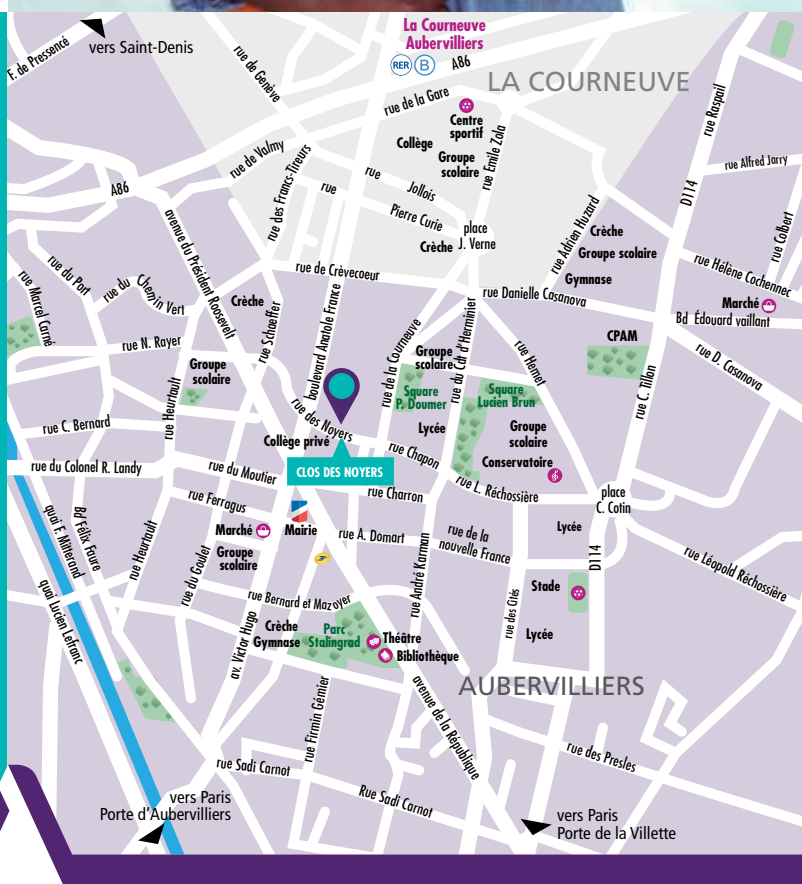 La Courneuve
Aubervilliers
RER B
A86
F. de Pressencé
vers Saint-Denis
rue de Genève
LA COURNEUVE
rue de la Gare
Centre
sportif
Collège
Groupe
scolaire
rue Emile Zola
rue Raspail
rue de Valmy
rue des Francs-Tireurs
rue
Jollois
rue
Pierre Curie
place
J. Verne
Crèche
rue Alfred Jarry
D114
A86
avenue du Président Roosevelt
rue Adrien Huzard
Crèche
Groupe scolaire
Gymnase
rue Colbert
rue Hélène Cochennec
rue de Crèvecoeur
rue Danielle Casanova
Marché
Bd Édouard vaillant
rue Marcel Carné
rue du Port
rue du
Chemin Vert
Crèche
rue Schaeffer
boulevard Anatole France
rue de la Courneuve
rue du Cdt d'Herminier
rue Hemet
CPAM
rue D. Casanova
rue C. Tillon
rue N. Rayer
Groupe
scolaire
Groupe
scolaire
Square
P. Doumer
Square
Lucien Brun
rue Heurtault
rue des Noyers
Lycée
Groupe
scolaire
rue C. Bernard
Collège privé
rue Chapon
Conservatoire
CLOS DES NOYERS
rue du Colonel R. Landy
rue du Moutier
rue Charron
rue L. Réchossière
place
C. Cotin
rue Ferragus
Marché
Mairie
rue A. Domart
rue de la
nouvelle France
Lycée
quai F. Mitterand
Bd Félix Faure
rue Heurtault
rue du Goulet
Groupe
scolaire
rue André Karman
D114
rue Léopold Réchossière
quai Lucien Lefranc
rue Bernard et Mazoyer
rue des Cités
Stade
av. Victor Hugo
Crèche
Gymnase
Parc
Stalingrad
Théâtre
Bibliothèque
Lycée
AUBERVILLIERS
rue Firmin Gémier
avenue de la République
rue Sadi Carnot
rue des Presles
Rue Sadi Carnot
vers Paris
Porte d'Aubervilliers
vers Paris
Porte de la Villette